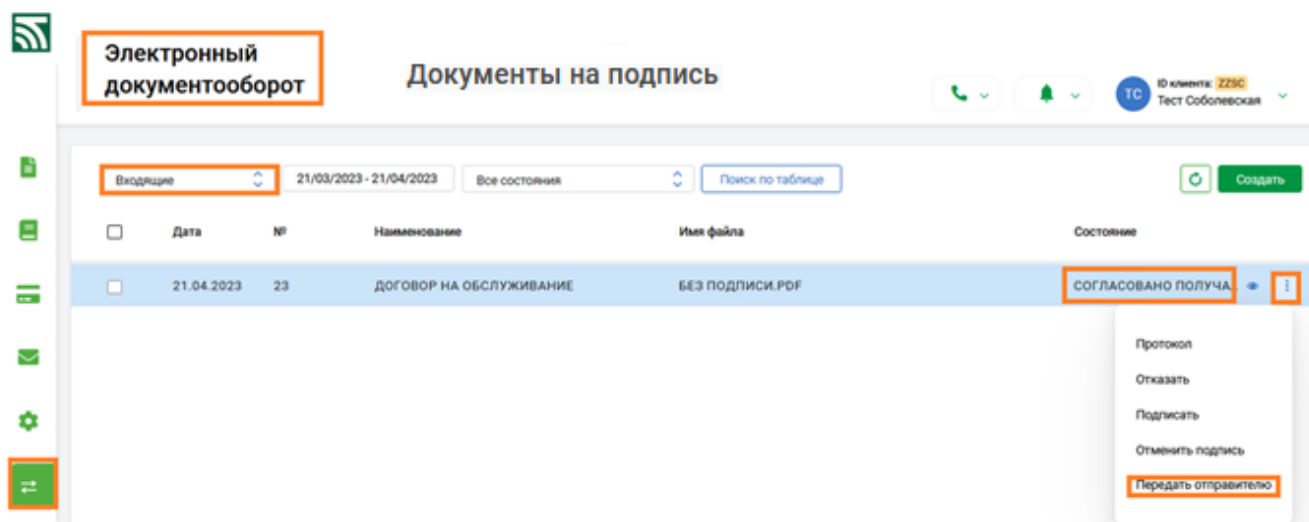 Электронный
документооборот
Документы на подпись
TC
ID клиента: ZZSC
Тест Соболевская
Входящие
21/03/2023 - 21/04/2023
Все состояния
Поиск по таблице
Создать
Дата № Наименование Имя файла Состояние
21.04.2023 23 ДОГОВОР НА ОБСЛУЖИВАНИЕ БЕЗ ПОДПИСИ.PDF СОГЛАСОВАНО ПОЛУЧА..
Протокол
Отказать
Подписать
Отменить подпись
Передать отправителю